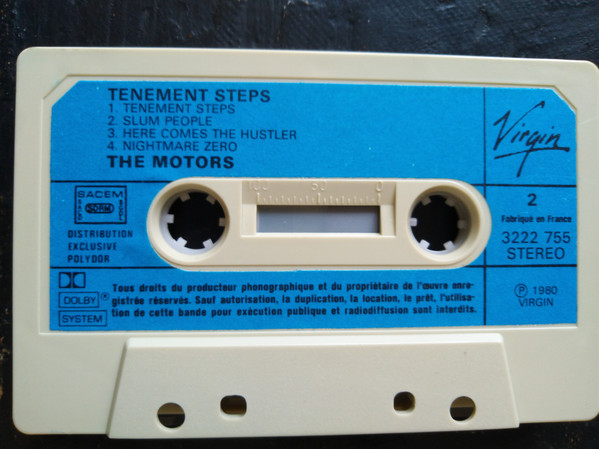 TENEMENT STEPS
1. TENEMENT STEPS
2. SLUM PEOPLE
3. HERE COMES THE HUSTLER
4. NIGHTMARE ZERO
THE MOTORS
Virgin
SACEM
SDRM
DISTRIBUTION
EXCLUSIVE
POLYDOR
100 50 0
2
Fabriqué en France
3222 755
STEREO
DOLBY®
SYSTEM
Tous droits du producteur phonographique et du propriétaire de l'œuvre enre-
gistrée réservés. Sauf autorisation, la duplication, la location, le prêt, l'utilisa-
tion de cette bande pour exécution publique et radiodiffusion sont interdits.
Ⓟ 1980
VIRGIN